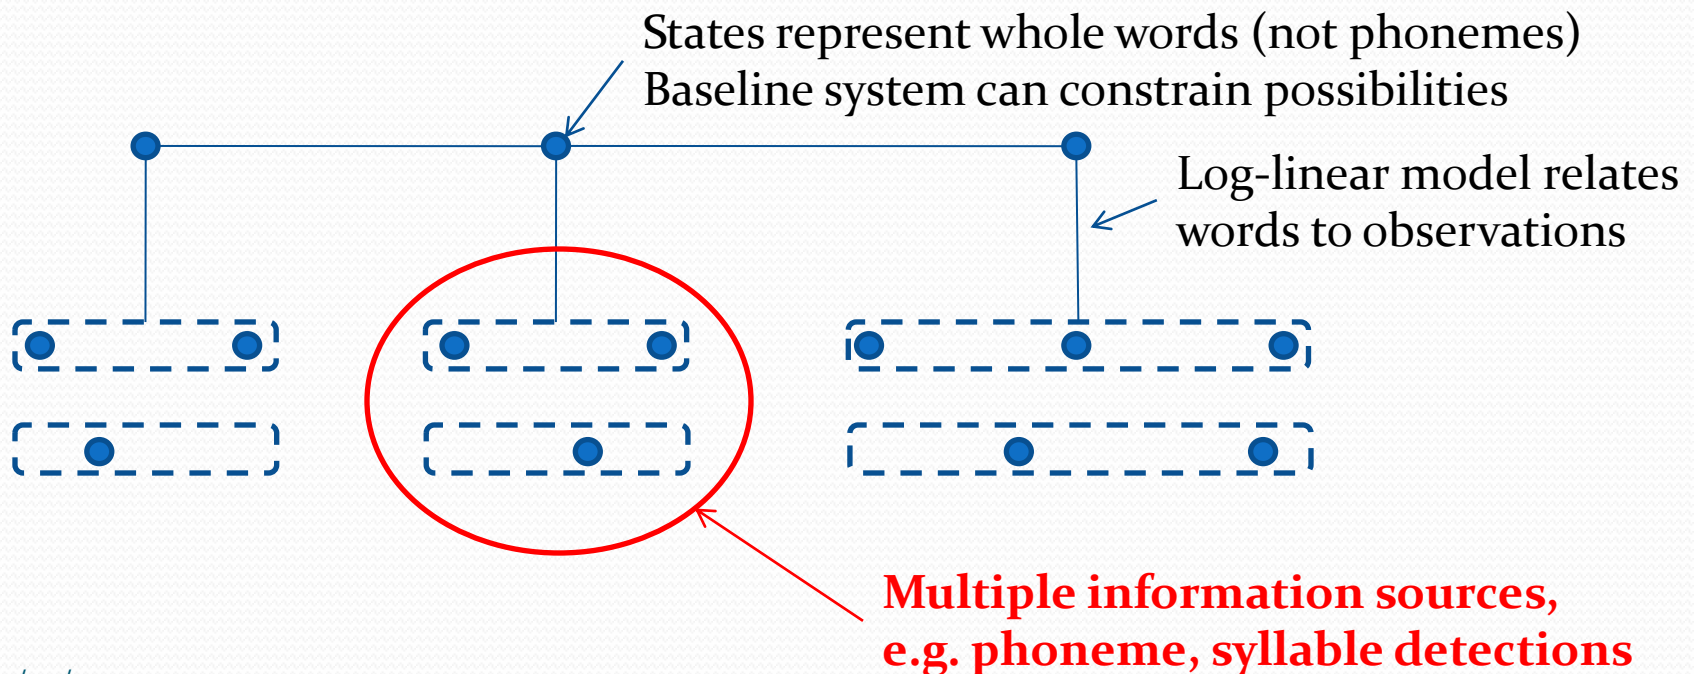 States represent whole words (not phonemes)
Baseline system can constrain possibilities
Log-linear model relates
words to observations
Multiple information sources,
e.g. phoneme, syllable detections